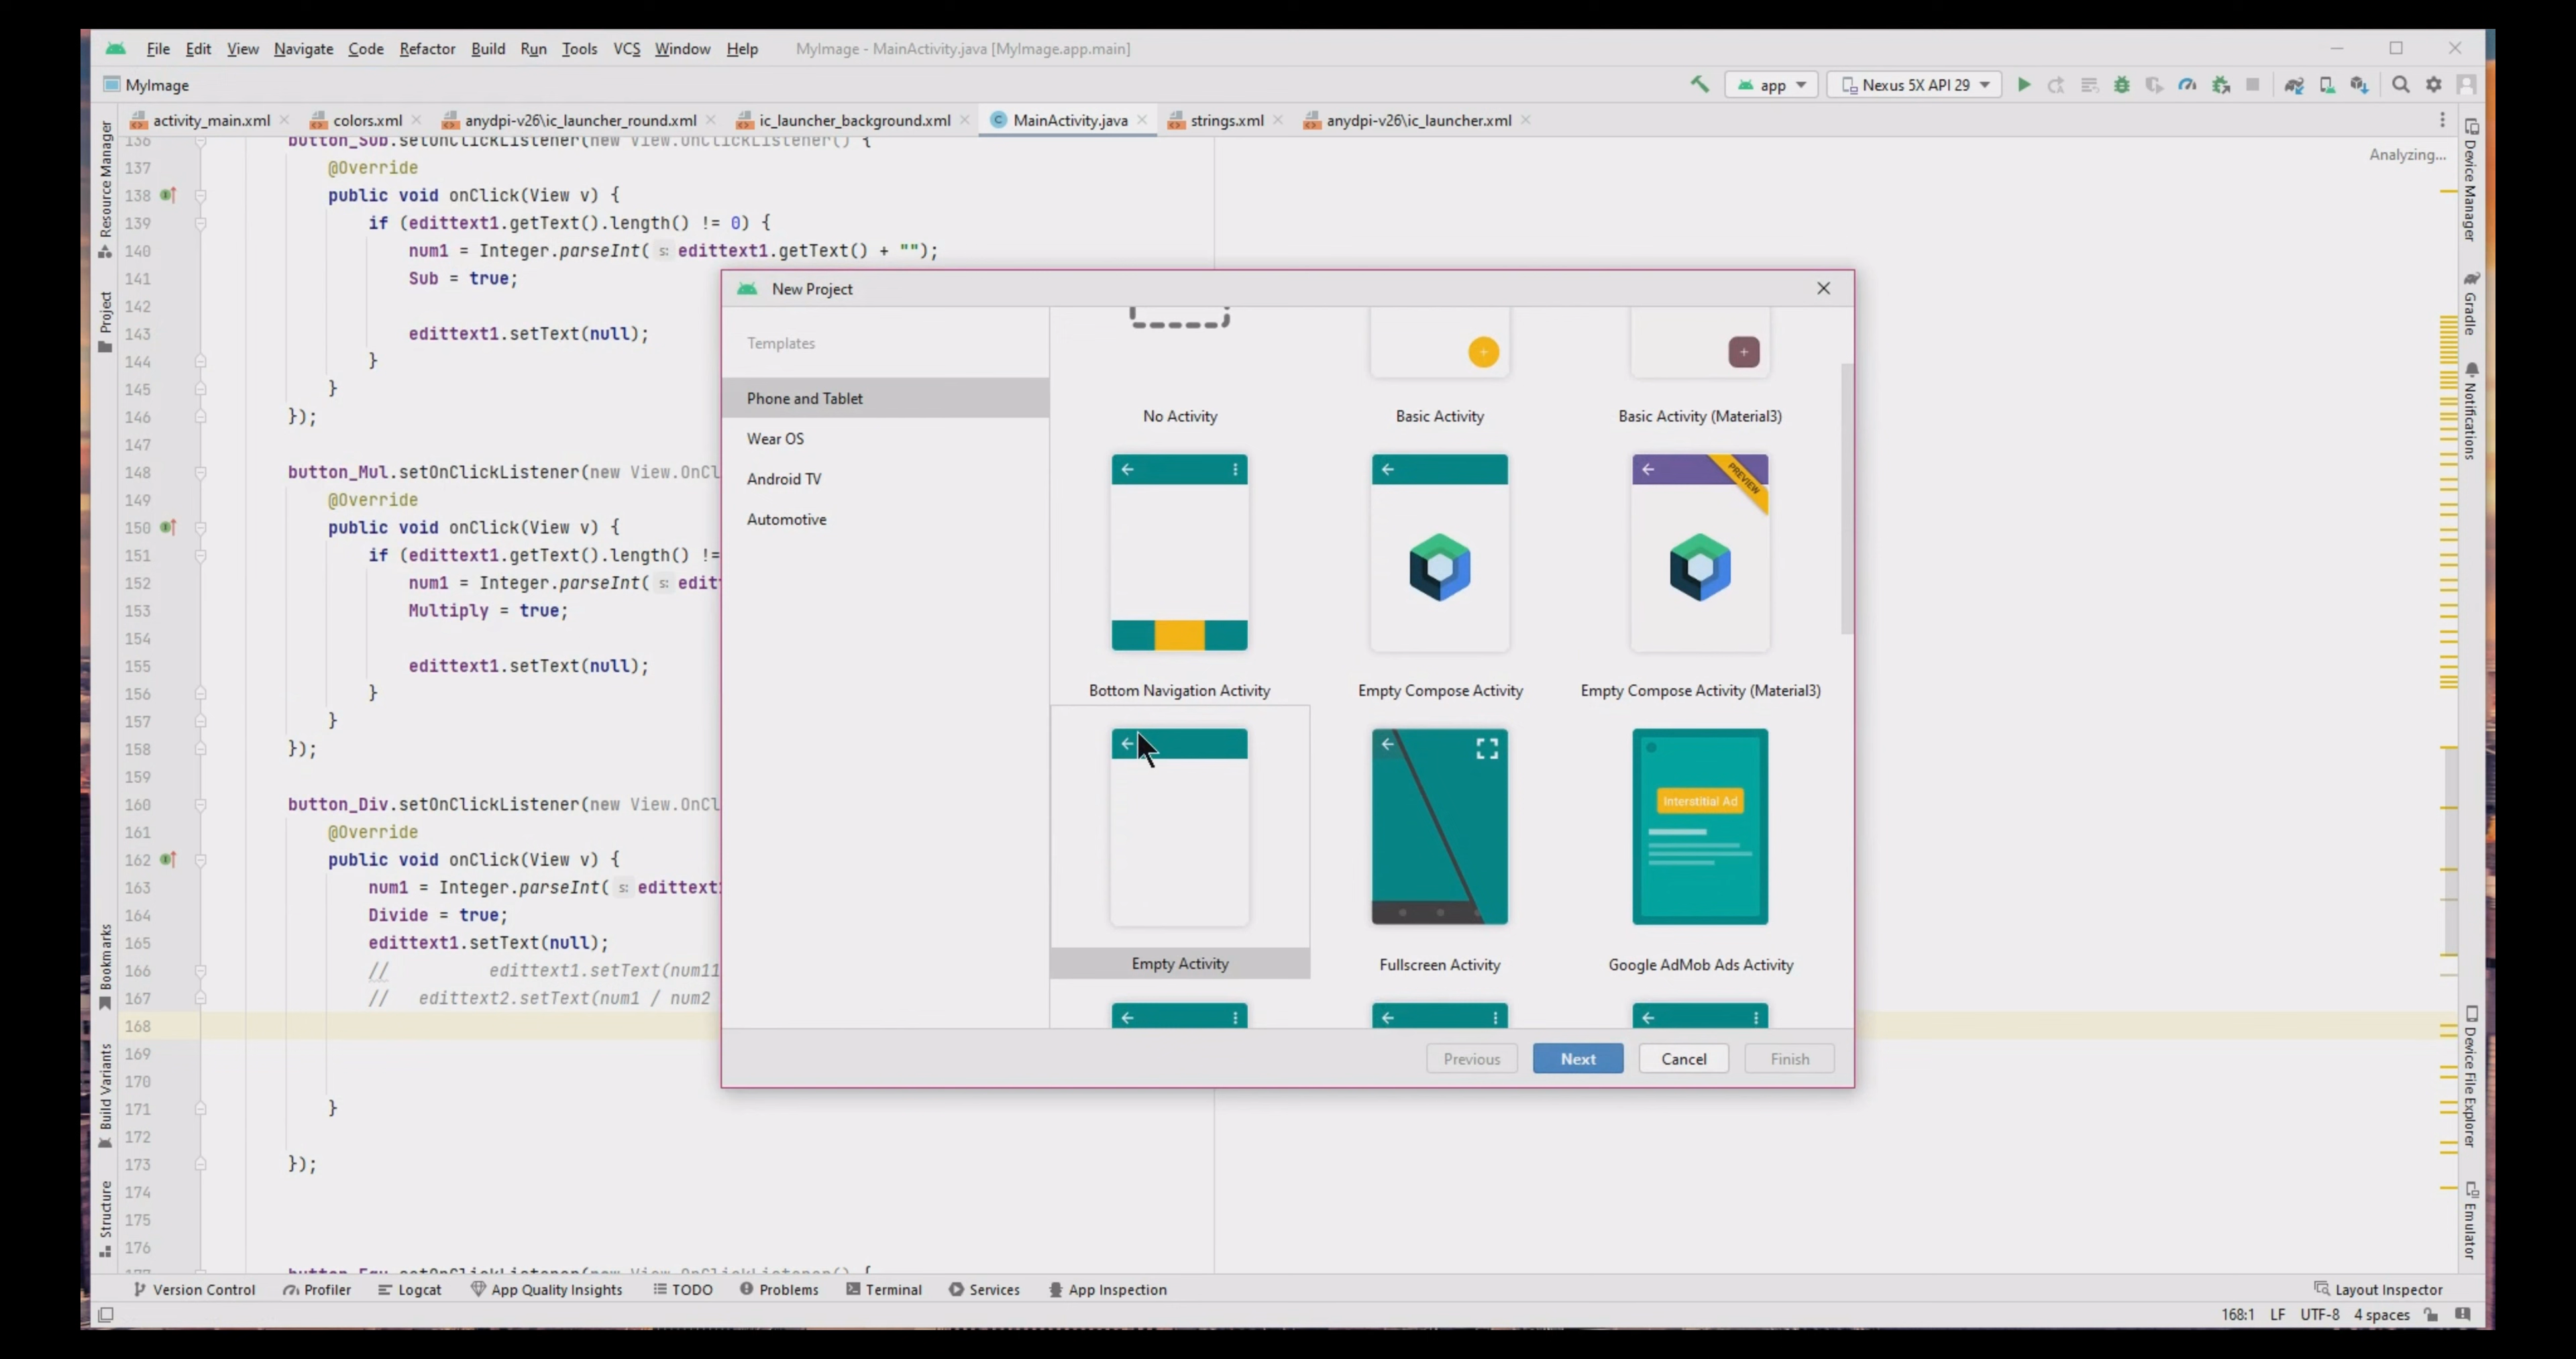 File Edit View Navigate Code Refactor Build Run Tools VCS Window Help MyImage - MainActivity.java [MyImage.app.main]
MyImage app Nexus 5X API 29
activity_main.xml colors.xml anydpi-v26\ic_launcher_round.xml ic_launcher_background.xml MainActivity.java strings.xml anydpi-v26\ic_launcher.xml
Analyzing...
136 button_Sub.setOnClickListener(new View.OnClickListener() {
137 @Override
138 public void onClick(View v) {
139 if (edittext1.getText().length() != 0) {
140 num1 = Integer.parseInt( s: edittext1.getText() + "");
141 Sub = true;
142
143 edittext1.setText(null);
144 }
145 }
146 });
147
148 button_Mul.setOnClickListener(new View.OnCl
149 @Override
150 public void onClick(View v) {
151 if (edittext1.getText().length() !=
152 num1 = Integer.parseInt( s: edit
153 Multiply = true;
154
155 edittext1.setText(null);
156 }
157 }
158 });
159
160 button_Div.setOnClickListener(new View.OnCl
161 @Override
162 public void onClick(View v) {
163 num1 = Integer.parseInt( s: edittext
164 Divide = true;
165 edittext1.setText(null);
166 // edittext1.setText(num11
167 // edittext2.setText(num1 / num2
168
169
170
171 }
172
173 });
174
175
176
New Project
Templates
Phone and Tablet
Wear OS
Android TV
Automotive
No Activity Basic Activity Basic Activity (Material3)
PREVIEW
Bottom Navigation Activity Empty Compose Activity Empty Compose Activity (Material3)
Interstitial Ad
Empty Activity Fullscreen Activity Google AdMob Ads Activity
Previous Next Cancel Finish
Resource Manager
Project
Bookmarks
Build Variants
Structure
Device Manager
Gradle
Notifications
Device File Explorer
Emulator
Version Control Profiler Logcat App Quality Insights TODO Problems Terminal Services App Inspection Layout Inspector
168:1 LF UTF-8 4 spaces